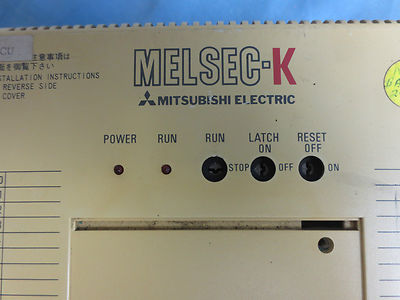 CU
注意事項は
面を御覧下さい
STALLATION INSTRUCTIONS
REVERSE SIDE
COVER
MELSEC-K
MITSUBISHI ELECTRIC
POWER RUN RUN LATCH RESET
ON OFF
STOP OFF ON